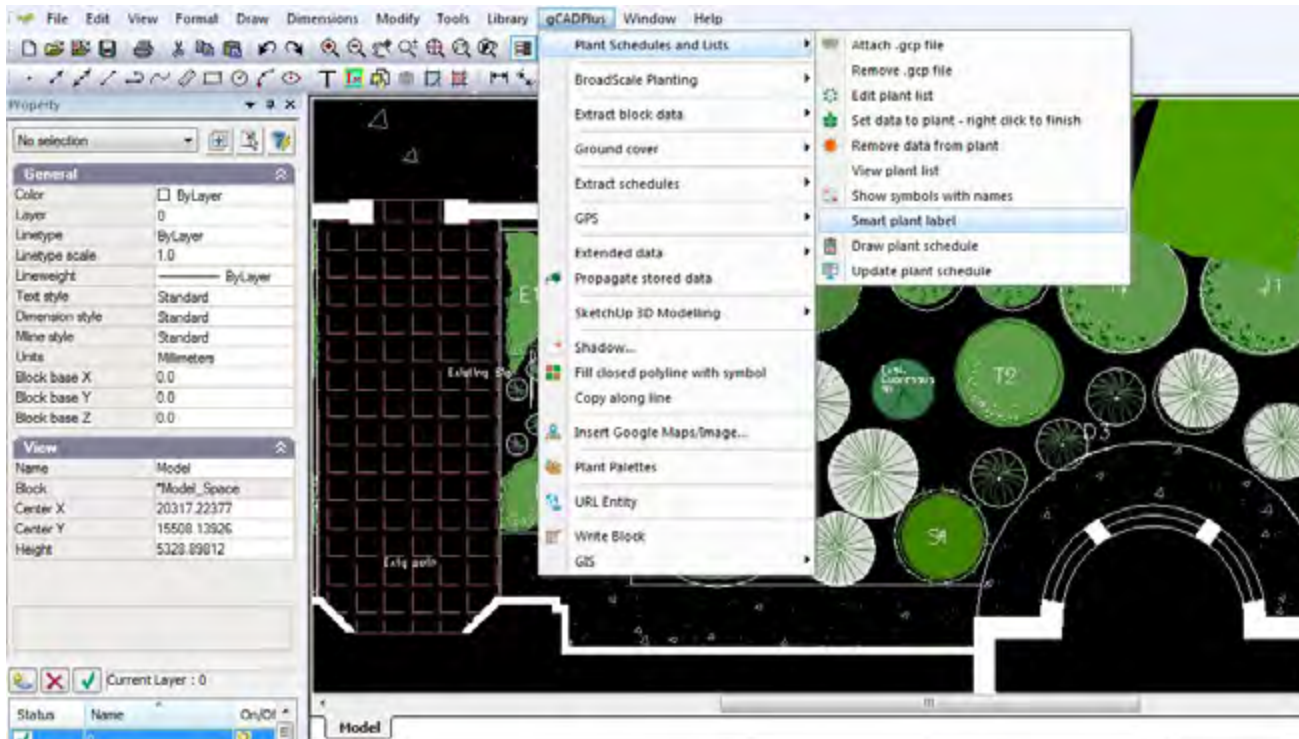 File Edit View Format Draw Dimensions Modify Tools Library gCADPlus Window Help
Property
No selection
General
Color ByLayer
Layer 0
Linetype ByLayer
Linetype scale 1.0
Lineweight ByLayer
Text style Standard
Dimension style Standard
Mline style Standard
Units Millimeters
Block base X 0.0
Block base Y 0.0
Block base Z 0.0
View
Name Model
Block *Model_Space
Center X 20317.22377
Center Y 15508.13926
Height 5328.89812
Current Layer : 0
Status Name On/Of
Plant Schedules and Lists
BroadScale Planting
Extract block data
Ground cover
Extract schedules
GPS
Extended data
Propagate stored data
SketchUp 3D Modelling
Shadow...
Fill closed polyline with symbol
Copy along line
Insert Google Maps/Image...
Plant Palettes
URL Entity
Write Block
GIS
Attach .gcp file
Remove .gcp file
Edit plant list
Set data to plant - right click to finish
Remove data from plant
View plant list
Show symbols with names
Smart plant label
Draw plant schedule
Update plant schedule
Existing
T2
J1
Model